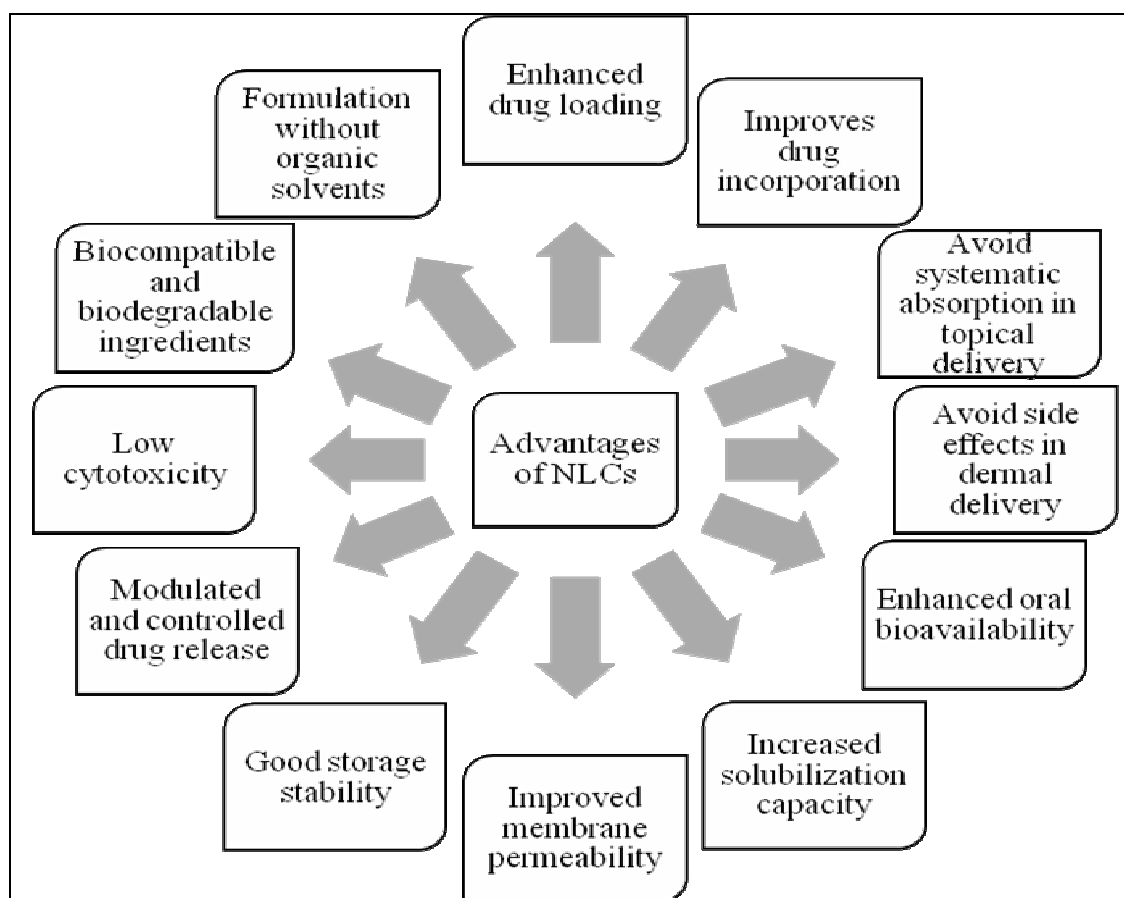 Enhanced
drug loading
Improves
drug
incorporation
Avoid
systematic
absorption in
topical
delivery
Avoid side
effects in
dermal
delivery
Enhanced oral
bioavailability
Increased
solubilization
capacity
Improved
membrane
permeability
Good storage
stability
Modulated
and controlled
drug release
Low
cytotoxicity
Biocompatible
and
biodegradable
ingredients
Formulation
without
organic
solvents
Advantages
of NLCs